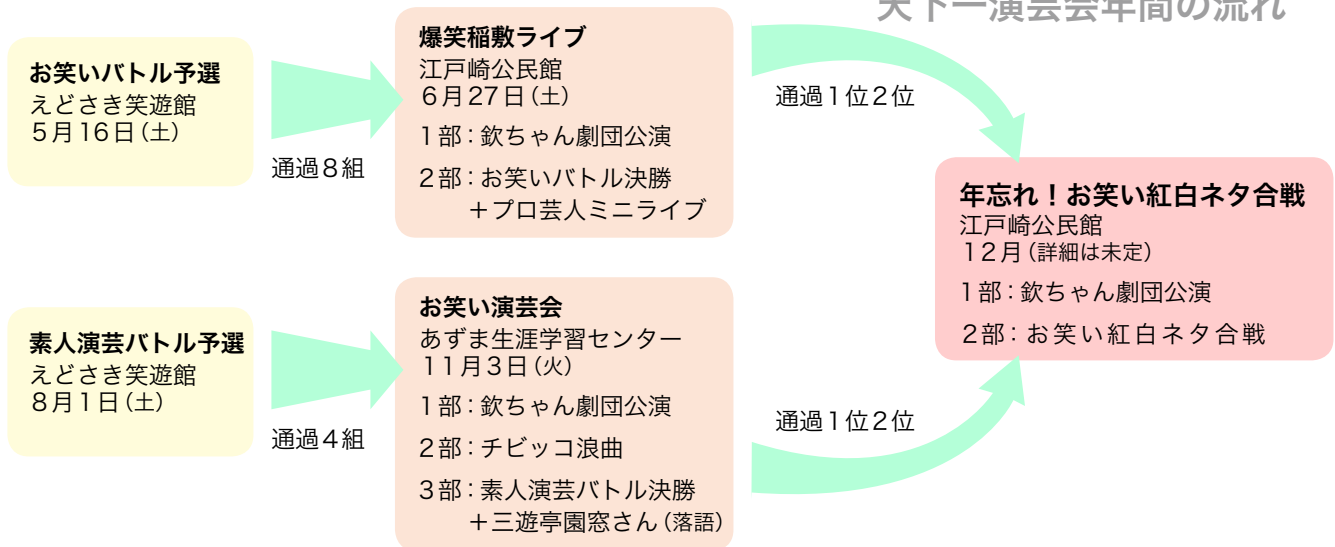 天下一演芸会年間の流れ
お笑いバトル予選
えどさき笑遊館
５月16日（土）
通過８組
爆笑稲敷ライブ
江戸崎公民館
６月27日（土）
１部：欽ちゃん劇団公演
２部：お笑いバトル決勝
＋プロ芸人ミニライブ
通過１位２位
素人演芸バトル予選
えどさき笑遊館
８月１日（土）
通過４組
お笑い演芸会
あずま生涯学習センター
１１月３日（火）
１部：欽ちゃん劇団公演
２部：チビッコ浪曲
３部：素人演芸バトル決勝
＋三遊亭園窓さん（落語）
通過１位２位
年忘れ！お笑い紅白ネタ合戦
江戸崎公民館
１２月（詳細は未定）
１部：欽ちゃん劇団公演
２部：お笑い紅白ネタ合戦